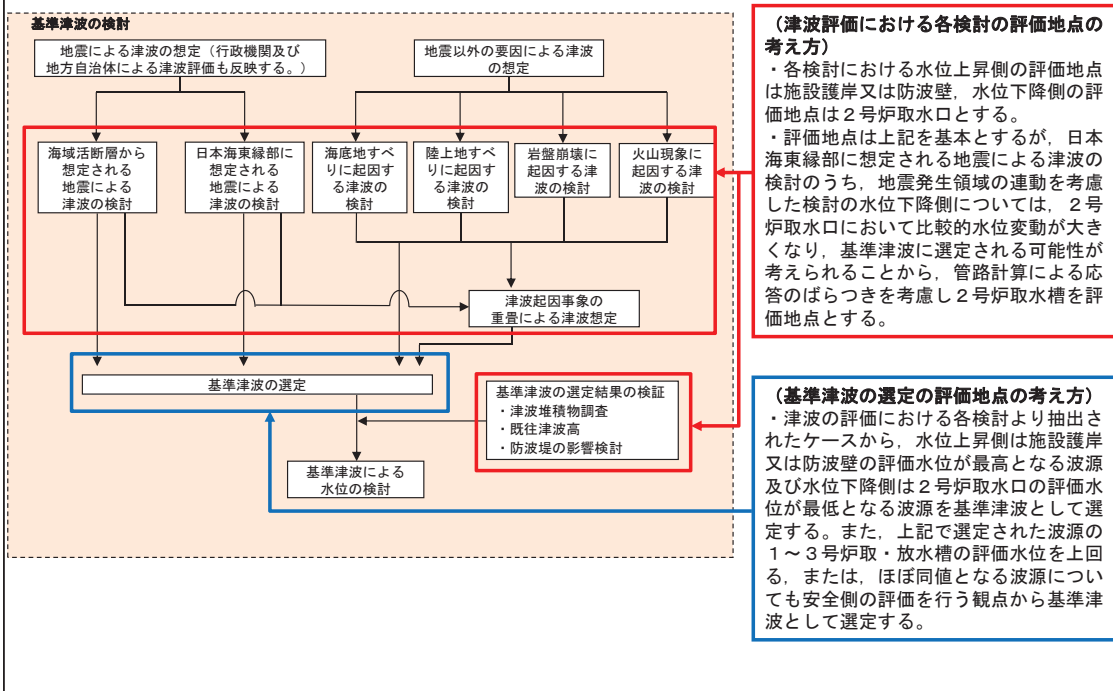 基準津波の検討
地震による津波の想定（行政機関及び
地方自治体による津波評価も反映する。）
地震以外の要因による津波
の想定
海域活断層から
想定される
地震による
津波の検討
日本海東縁部に
想定される
地震による
津波の検討
海底地すべ
りに起因す
る津波の
検討
陸上地すべ
りに起因す
る津波の
検討
岩盤崩壊に
起因する津
波の検討
火山現象に
起因する津
波の検討
津波起因事象の
重畳による津波想定
基準津波の選定
基準津波の選定結果の検証
・津波堆積物調査
・既往津波高
・防波堤の影響検討
基準津波による
水位の検討
（津波評価における各検討の評価地点の
考え方）
・各検討における水位上昇側の評価地点
は施設護岸又は防波壁，水位下降側の評
価地点は２号炉取水口とする。
・評価地点は上記を基本とするが，日本
海東縁部に想定される地震による津波の
検討のうち，地震発生領域の連動を考慮
した検討の水位下降側については，２号
炉取水口において比較的水位変動が大き
くなり，基準津波に選定される可能性が
考えられることから，管路計算による応
答のばらつきを考慮し２号炉取水槽を評
価地点とする。
（基準津波の選定の評価地点の考え方）
・津波の評価における各検討より抽出さ
れたケースから，水位上昇側は施設護岸
又は防波壁の評価水位が最高となる波源
及び水位下降側は２号炉取水口の評価水
位が最低となる波源を基準津波として選
定する。また，上記で選定された波源の
１～３号炉取・放水槽の評価水位を上回
る，または，ほぼ同値となる波源につい
ても安全側の評価を行う観点から基準津
波として選定する。